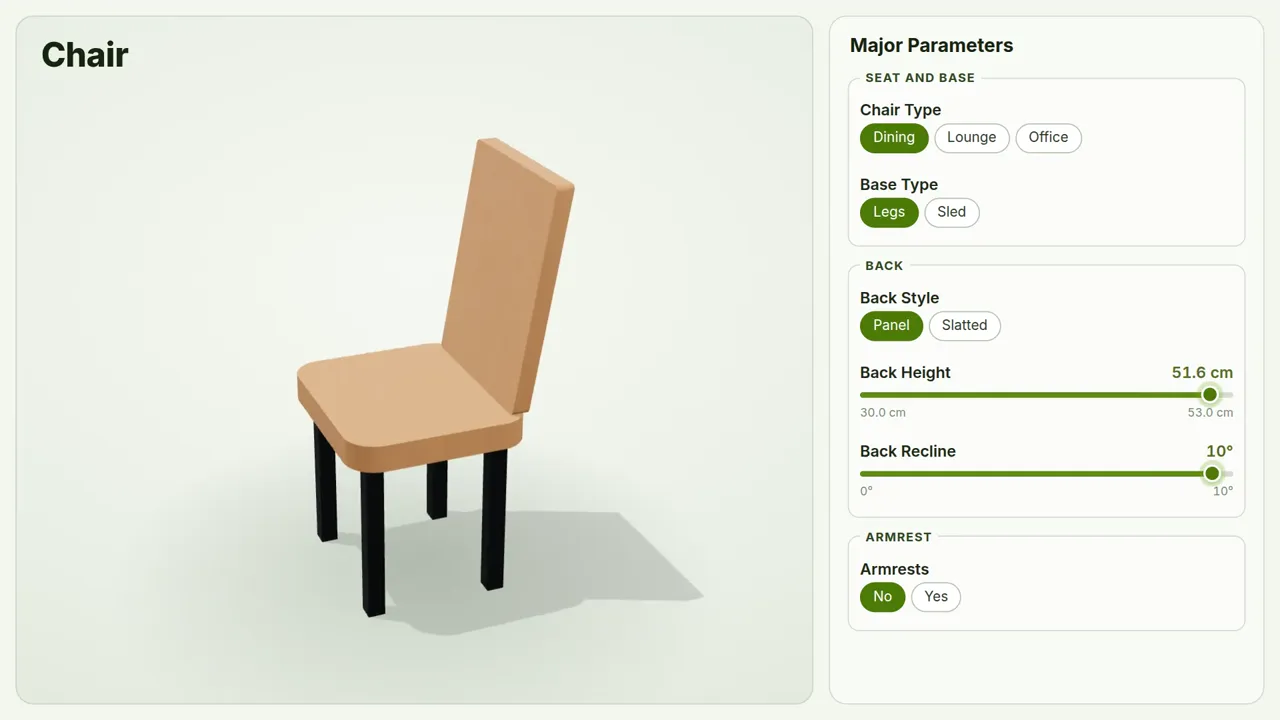 Chair
Major Parameters
SEAT AND BASE
Chair Type
Dining Lounge Office
Base Type
Legs Sled
BACK
Back Style
Panel Slatted
Back Height 51.6 cm
30.0 cm 53.0 cm
Back Recline 10°
0° 10°
ARMREST
Armrests
No Yes